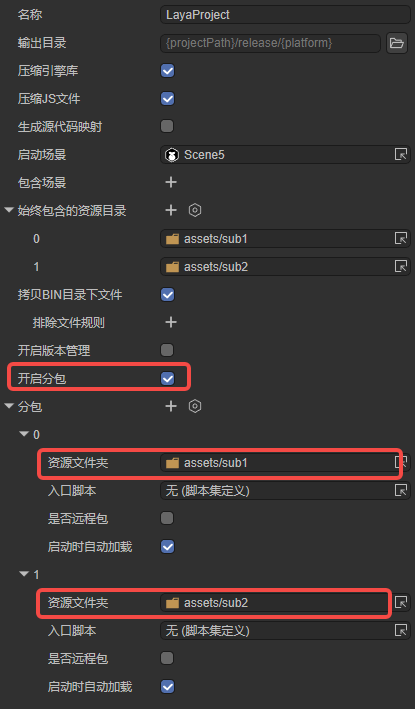 名称 LayaProject
输出目录 {projectPath}/release/{platform}
压缩引擎库
压缩JS文件
生成源代码映射
启动场景 Scene5
包含场景
始终包含的资源目录
0 assets/sub1
1 assets/sub2
拷贝BIN目录下文件
排除文件规则
开启版本管理
开启分包
分包
0
资源文件夹 assets/sub1
入口脚本 无 (脚本集定义)
是否远程包
启动时自动加载
1
资源文件夹 assets/sub2
入口脚本 无 (脚本集定义)
是否远程包
启动时自动加载